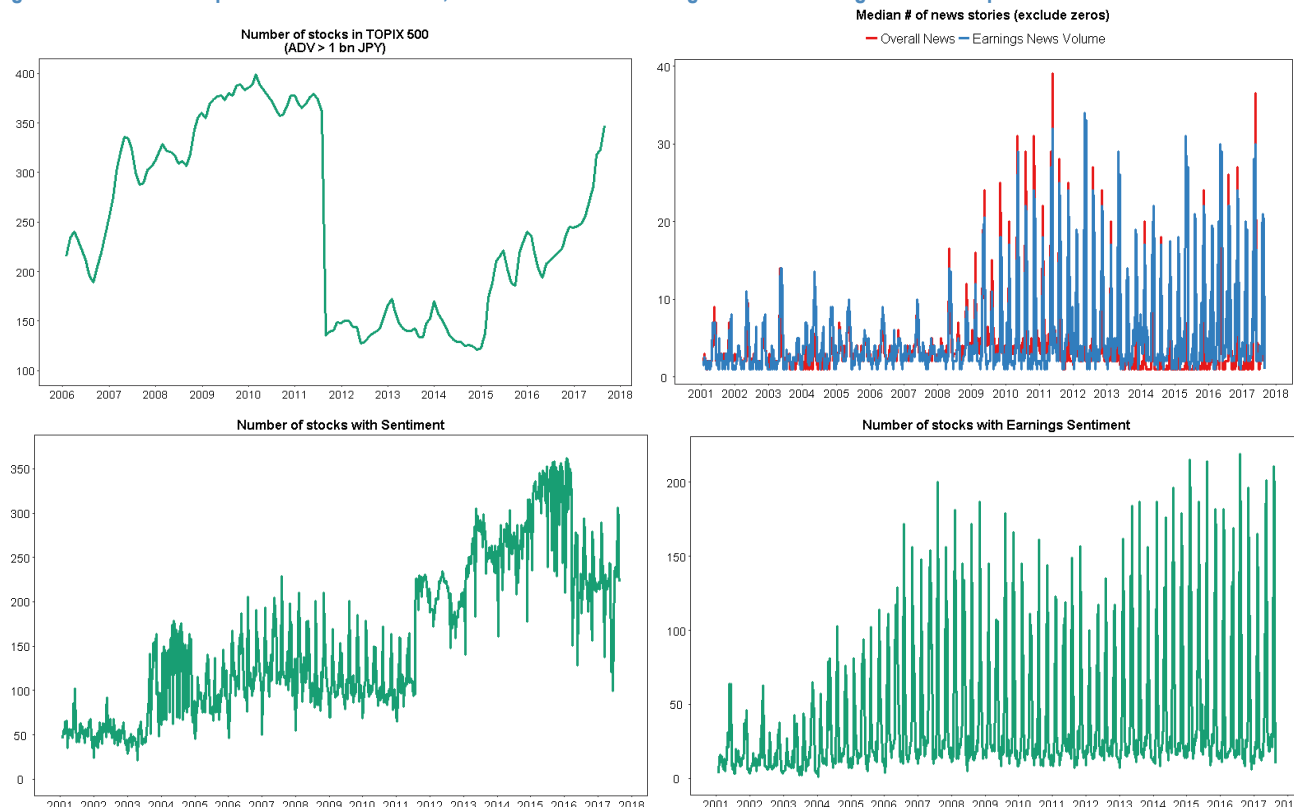 Number of stocks in TOPIX 500
(ADV > 1 bn JPY)
400
350
300
250
200
150
100
2006 2007 2008 2009 2010 2011 2012 2013 2014 2015 2016 2017 2018
Median # of news stories (exclude zeros)
Overall News Earnings News Volume
40
30
20
10
0
2001 2002 2003 2004 2005 2006 2007 2008 2009 2010 2011 2012 2013 2014 2015 2016 2017 2018
Number of stocks with Sentiment
350
300
250
200
150
100
50
0
2001 2002 2003 2004 2005 2006 2007 2008 2009 2010 2011 2012 2013 2014 2015 2016 2017 2018
Number of stocks with Earnings Sentiment
200
150
100
50
0
2001 2002 2003 2004 2005 2006 2007 2008 2009 2010 2011 2012 2013 2014 2015 2016 2017